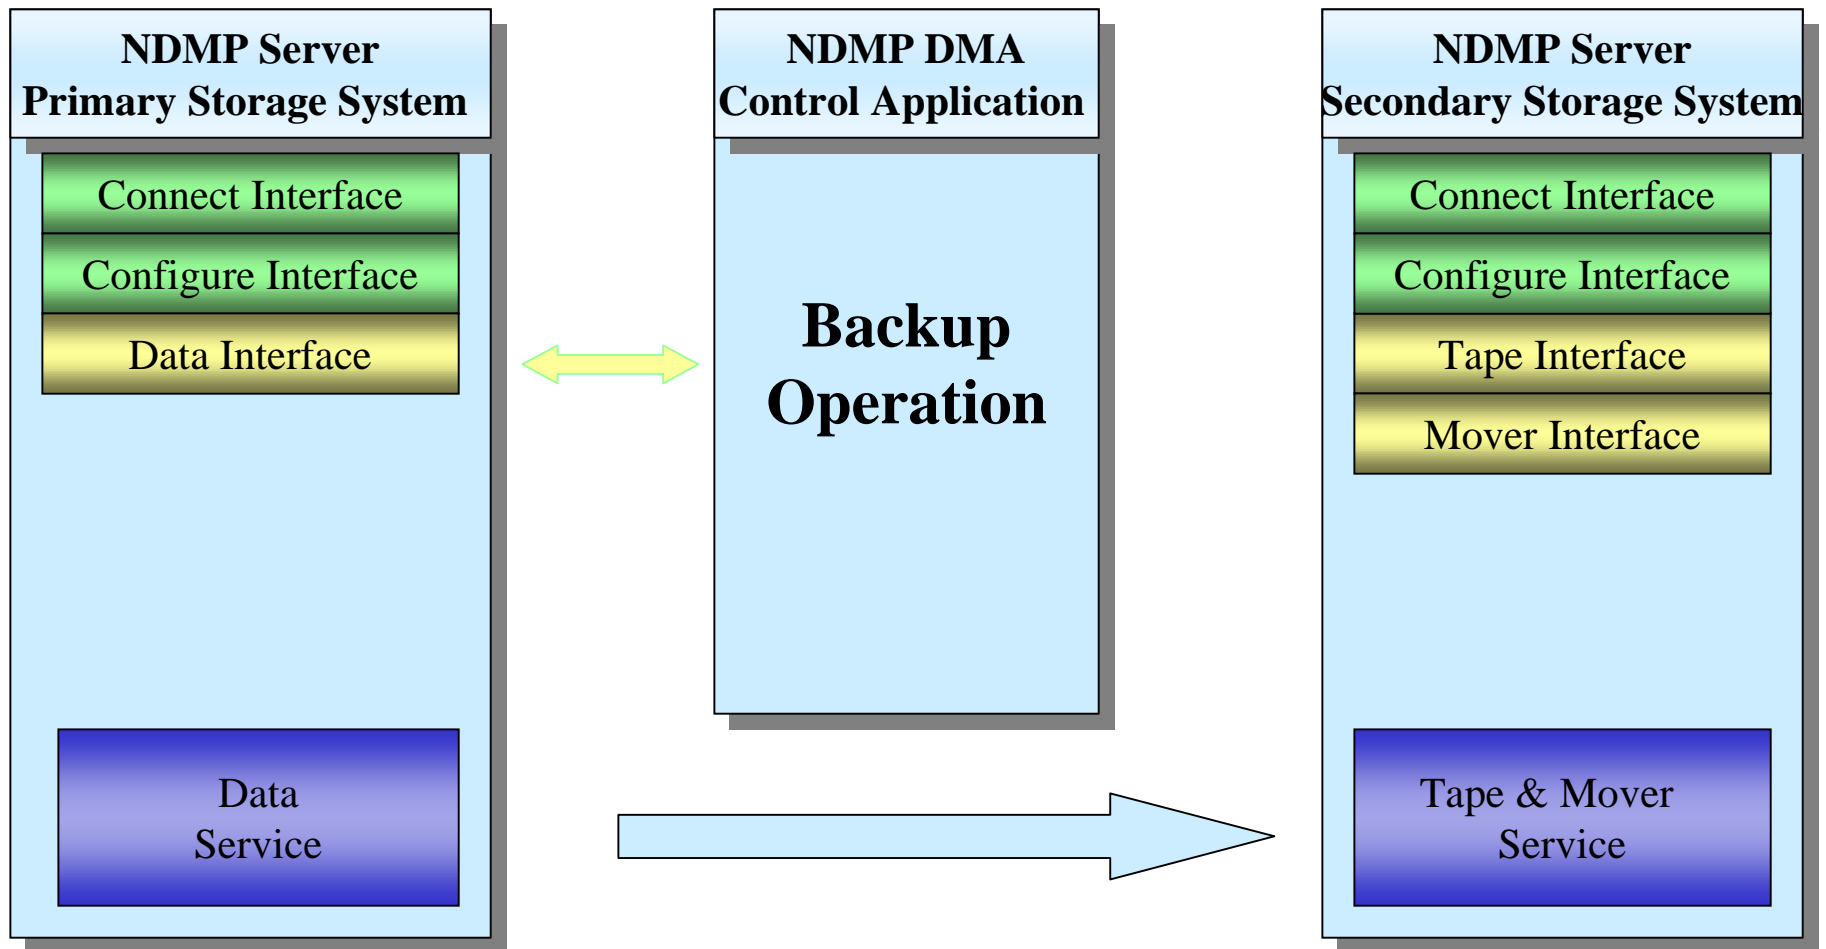 NDMP Server
Primary Storage System
Connect Interface
Configure Interface
Data Interface
Data
Service
NDMP DMA
Control Application
Backup
Operation
NDMP Server
Secondary Storage System
Connect Interface
Configure Interface
Tape Interface
Mover Interface
Tape & Mover
Service